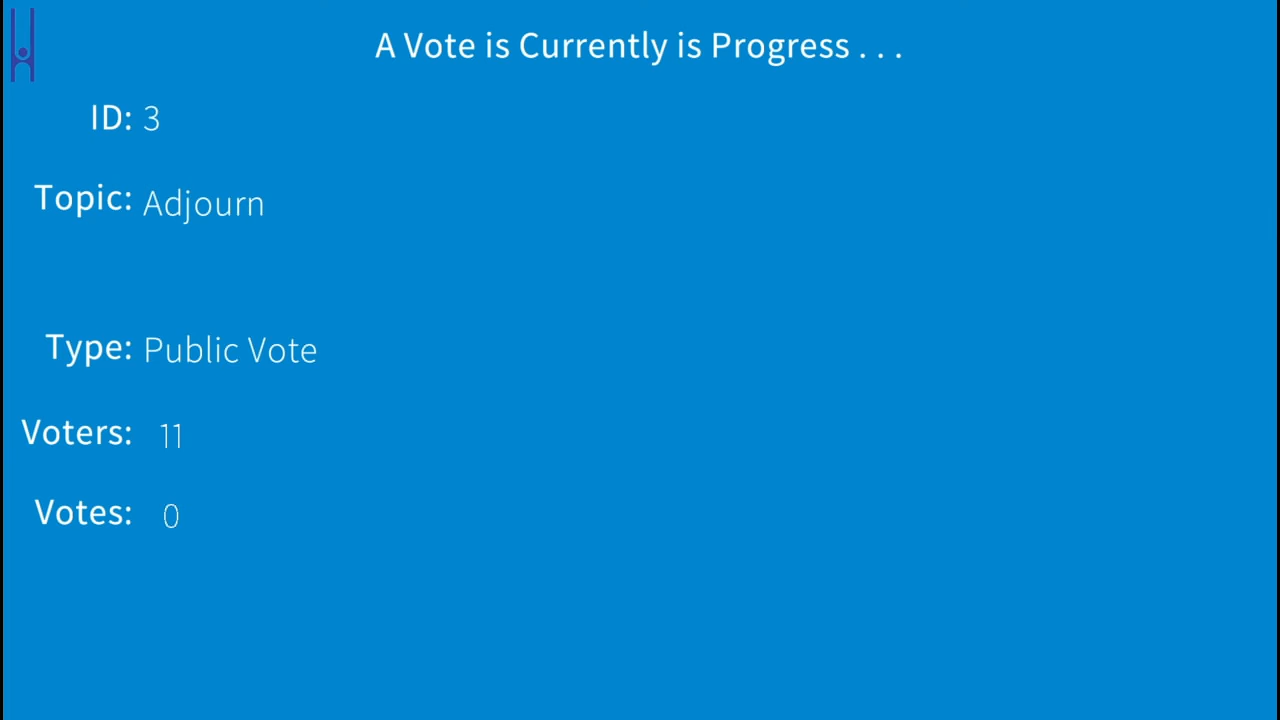 A Vote is Currently is Progress . . .
ID: 3
Topic: Adjourn
Type: Public Vote
Voters: 11
Votes: 0